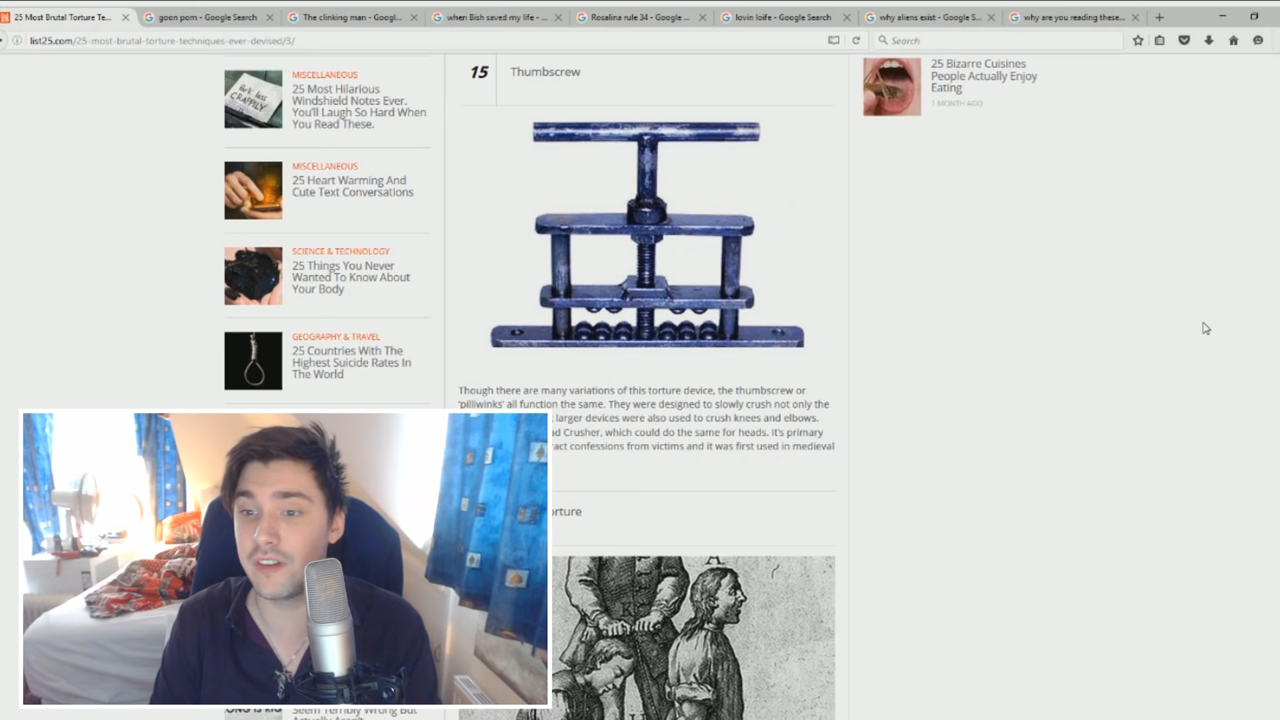 25 Most Brutal Torture Te...
goon porn - Google Search
The clinking man - Googl...
when Bish saved my life - ...
Rosalina rule 34 - Google ...
lovin loife - Google Search
why aliens exist - Google S...
why are you reading these...
list25.com/25-most-brutal-torture-techniques-ever-devised/3/
Search
MISCELLANEOUS
25 Most Hilarious
Windshield Notes Ever.
You'll Laugh So Hard When
You Read These.
MISCELLANEOUS
25 Heart Warming And
Cute Text Conversations
SCIENCE & TECHNOLOGY
25 Things You Never
Wanted To Know About
Your Body
GEOGRAPHY & TRAVEL
25 Countries With The
Highest Suicide Rates In
The World
Seem Terribly Wrong But
Actually Aren't
15 Thumbscrew
Though there are many variations of this torture device, the thumbscrew or
'pilliwinks' all function the same. They were designed to slowly crush not only the
larger devices were also used to crush knees and elbows.
ad Crusher, which could do the same for heads. It's primary
act confessions from victims and it was first used in medieval
orture
25 Bizarre Cuisines
People Actually Enjoy
Eating
1 MONTH AGO